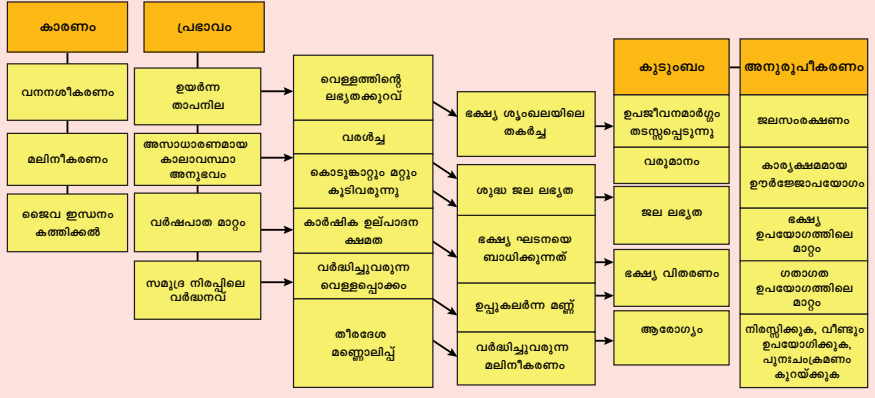 കാരണം
വനനശീകരണം
മലിനീകരണം
ജൈവ ഇന്ധനം
കത്തിക്കൽ
പ്രഭാവം
ഉയർന്ന
താപനില
അസാധാരണമായ
കാലാവസ്ഥാ
അനുഭവം
വർഷപാത മാറ്റം
സമുദ്ര നിരപ്പിലെ
വർദ്ധനവ്
വെള്ളത്തിന്റെ
ലഭ്യതക്കുറവ്
വരൾച്ച
കൊടുങ്കാറ്റും മറ്റും
കൂടിവരുന്നു
കാർഷിക ഉല്പാദന
ക്ഷമത
വർദ്ധിച്ചുവരുന്ന
വെള്ളപ്പൊക്കം
തീരദേശ
മണ്ണൊലിപ്പ്
ഭക്ഷ്യ ശൃംഖലയിലെ
തകർച്ച
ശുദ്ധ ജല ലഭ്യത
ഭക്ഷ്യ ഘടനയെ
ബാധിക്കുന്നത്
ഉപ്പുകലർന്ന മണ്ണ്
വർദ്ധിച്ചുവരുന്ന
മലിനീകരണം
കുടുംബം
ഉപജീവനമാർഗ്ഗം
തടസ്സപ്പെടുന്നു
വരുമാനം
ജല ലഭ്യത
ഭക്ഷ്യ വിതരണം
ആരോഗ്യം
അനുരൂപീകരണം
ജലസംരക്ഷണം
കാര്യക്ഷമമായ
ഊർജ്ജോപയോഗം
ഭക്ഷ്യ
ഉപയോഗത്തിലെ
മാറ്റം
ഗതാഗത
ഉപയോഗത്തിലെ
മാറ്റം
നിരസ്സിക്കുക, വീണ്ടും
ഉപയോഗിക്കുക,
പുനഃചംക്രമണം
കുറയ്ക്കുക